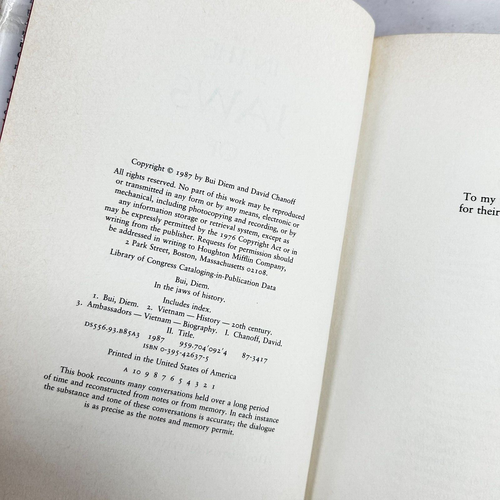 Copyright © 1987 by Bui Diem and David Chanoff
All rights reserved. No part of this work may be reproduced
or transmitted in any form or by any means, electronic or
mechanical, including photocopying and recording, or by
any information storage or retrieval system, except as
may be expressly permitted by the 1976 Copyright Act or in
writing from the publisher. Requests for permission should
be addressed in writing to Houghton Mifflin Company,
2 Park Street, Boston, Massachusetts 02108.
Library of Congress Cataloging-in-Publication Data
Bui, Diem.
In the jaws of history.
Includes index.
1. Bui, Diem. 2. Vietnam — History — 20th century.
3. Ambassadors — Vietnam — Biography. I. Chanoff, David.
II. Title.
DS556.93.B85A3 1987 959.704'092'4 87-3417
ISBN 0-395-42637-5
Printed in the United States of America
A 10 9 8 7 6 5 4 3 2 1
This book recounts many conversations held over a long period
of time and reconstructed from notes or from memory. In each instance
the substance and tone of these conversations is accurate; the dialogue
is as precise as the notes and memory permit.
To my
for their